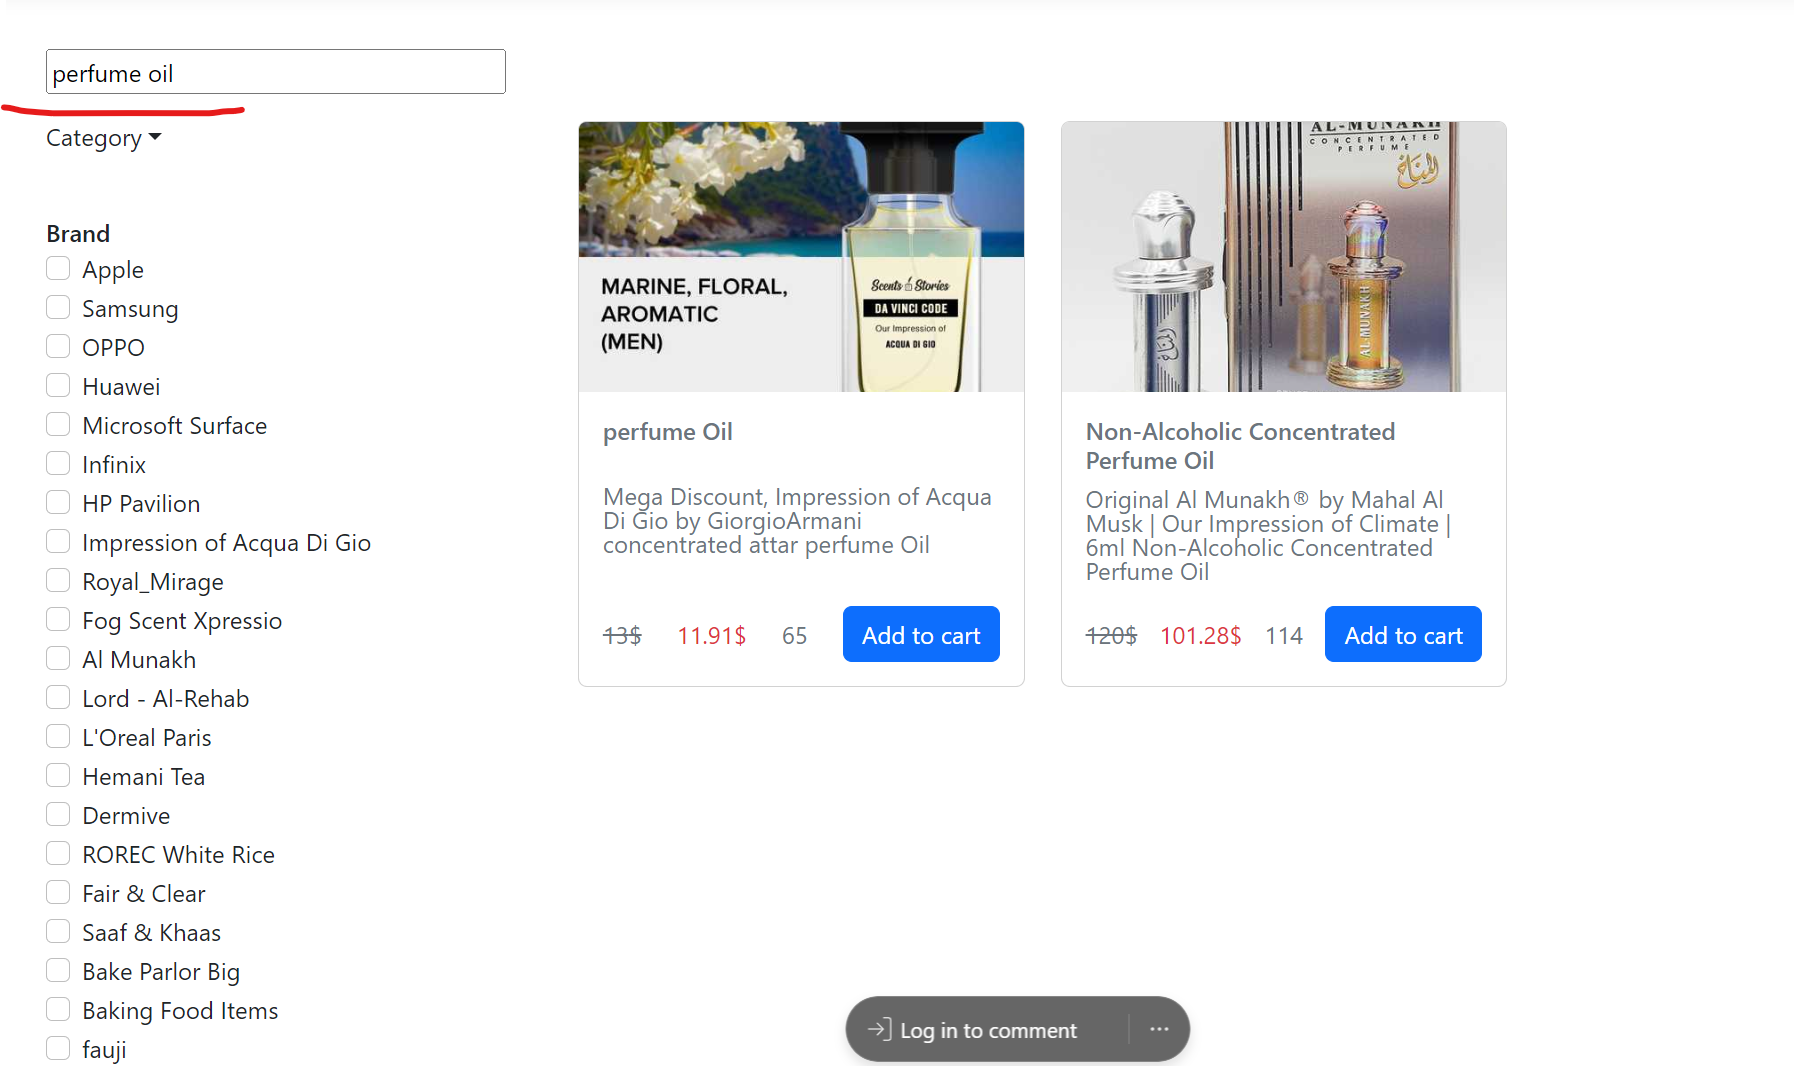 perfume oil
Category
Brand
Apple
Samsung
OPPO
Huawei
Microsoft Surface
Infinix
HP Pavilion
Impression of Acqua Di Gio
Royal_Mirage
Fog Scent Xpressio
Al Munakh
Lord - Al-Rehab
L'Oreal Paris
Hemani Tea
Dermive
ROREC White Rice
Fair & Clear
Saaf & Khaas
Bake Parlor Big
Baking Food Items
fauji
MARINE, FLORAL,
AROMATIC
(MEN)
Scents & Stories
DA VINCI CODE
Our Impression of
ACQUA DI GIO
perfume Oil
Mega Discount, Impression of Acqua
Di Gio by GiorgioArmani
concentrated attar perfume Oil
13$ 11.91$ 65 Add to cart
AL-MUNAKH
CONCENTRATED
PERFUME
المناخ
المناخ
AL-MUNAKH
Non-Alcoholic Concentrated
Perfume Oil
Original Al Munakh® by Mahal Al
Musk | Our Impression of Climate |
6ml Non-Alcoholic Concentrated
Perfume Oil
120$ 101.28$ 114 Add to cart
Log in to comment